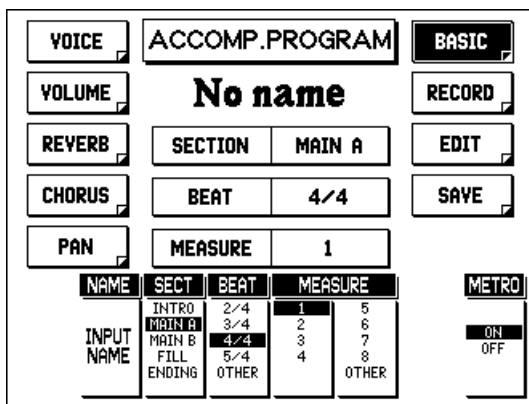 VOICE ACCOMP.PROGRAM BASIC
VOLUME No name RECORD
REVERB SECTION MAIN A EDIT
CHORUS BEAT 4/4 SAVE
PAN MEASURE 1
NAME SECT BEAT MEASURE METRO
INTRO 2/4 1 5
INPUT MAIN A 3/4 2 6 ON
NAME MAIN B 4/4 3 7 OFF
FILL 5/4 4 8
ENDING OTHER OTHER